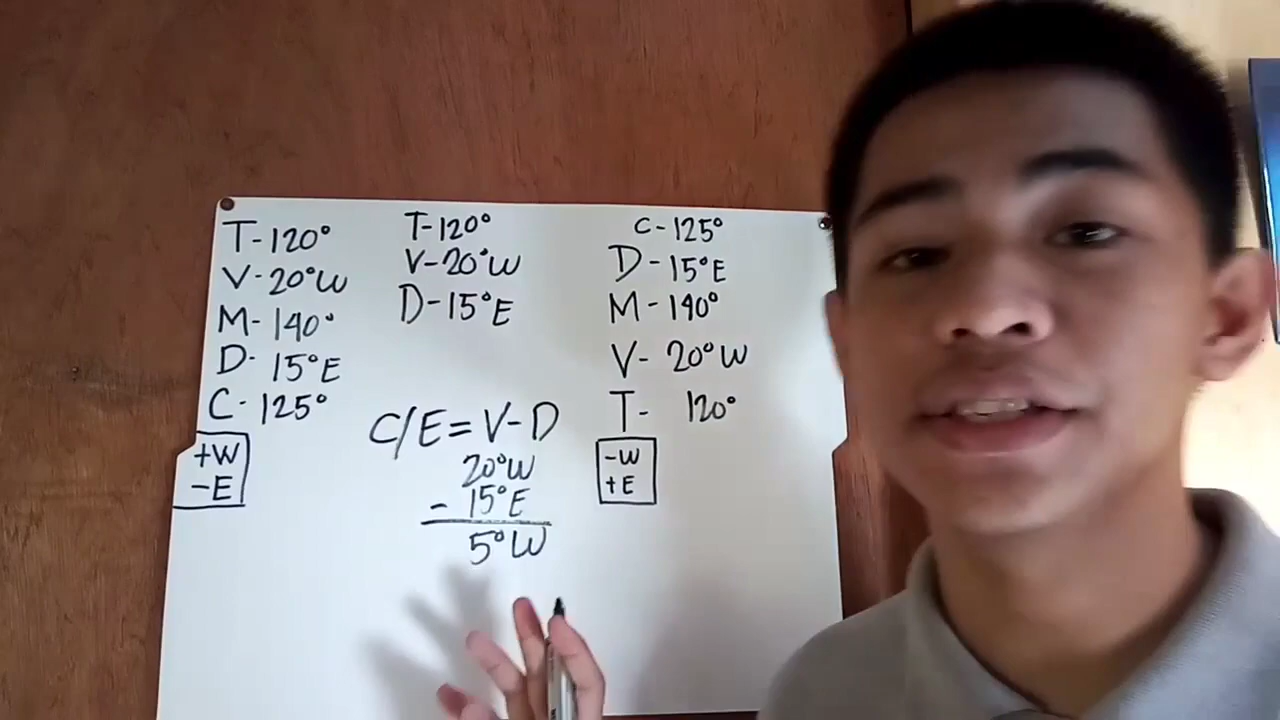 T-120°
V-20°W
M-140°
D- 15°E
C-125°
+W
-E
T-120°
V-20°W
D-15°E
C/E=V-D
20°W
- 15°E
5°W
C-125°
D-15°E
M-140°
V- 20°W
T- 120°
-W
+E